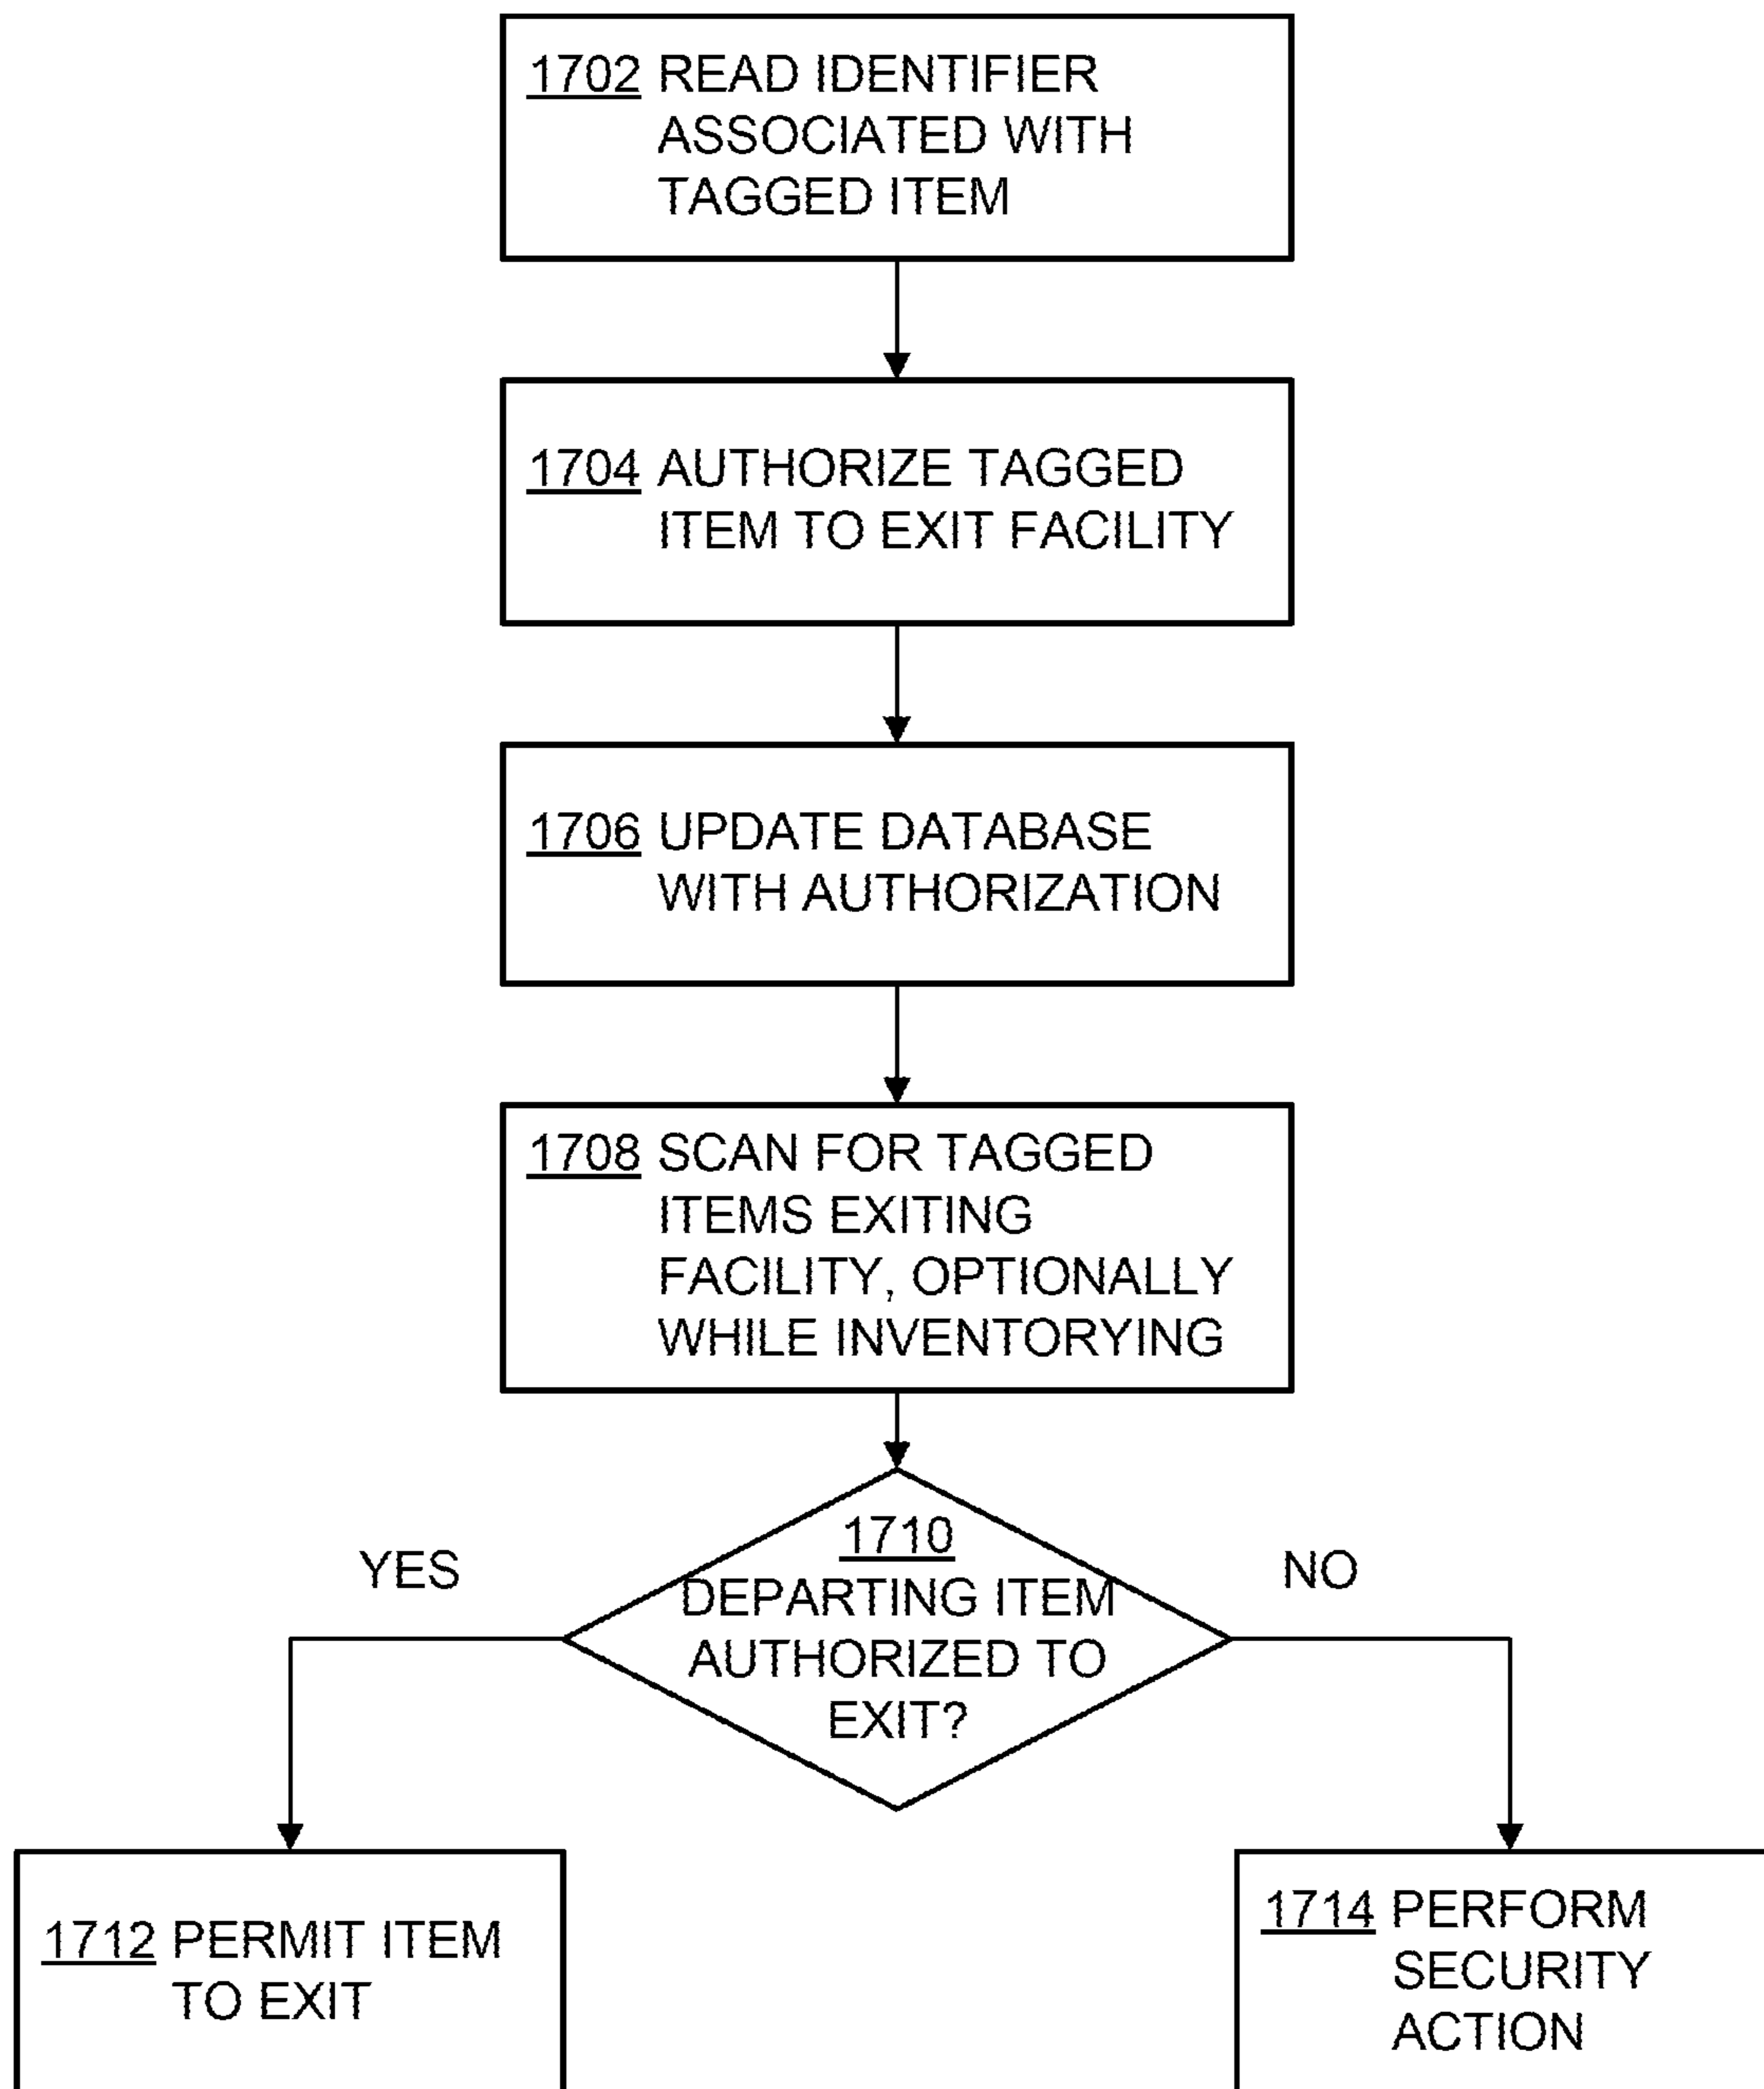 1702 READ IDENTIFIER
ASSOCIATED WITH
TAGGED ITEM
1704 AUTHORIZE TAGGED
ITEM TO EXIT FACILITY
1706 UPDATE DATABASE
WITH AUTHORIZATION
1708 SCAN FOR TAGGED
ITEMS EXITING
FACILITY, OPTIONALLY
WHILE INVENTORYING
1710
DEPARTING ITEM
AUTHORIZED TO
EXIT?
YES
NO
1712 PERMIT ITEM
TO EXIT
1714 PERFORM
SECURITY
ACTION